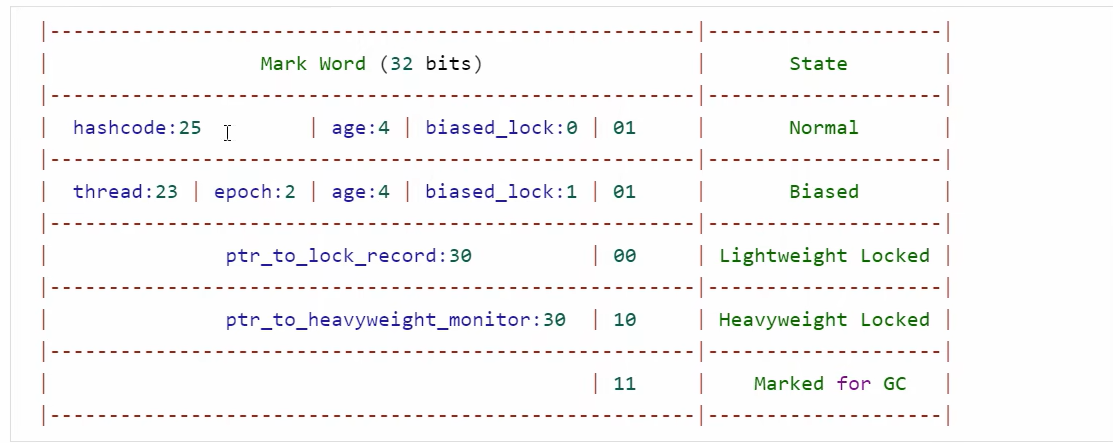 |-------------------------------------------------------|--------------------|
| Mark Word (32 bits) | State |
|-------------------------------------------------------|--------------------|
| hashcode:25 | age:4 | biased_lock:0 | 01 | Normal |
|-------------------------------------------------------|--------------------|
| thread:23 | epoch:2 | age:4 | biased_lock:1 | 01 | Biased |
|-------------------------------------------------------|--------------------|
| ptr_to_lock_record:30 | 00 | Lightweight Locked |
|-------------------------------------------------------|--------------------|
| ptr_to_heavyweight_monitor:30 | 10 | Heavyweight Locked |
|-------------------------------------------------------|--------------------|
| | 11 | Marked for GC |
|-------------------------------------------------------|--------------------|